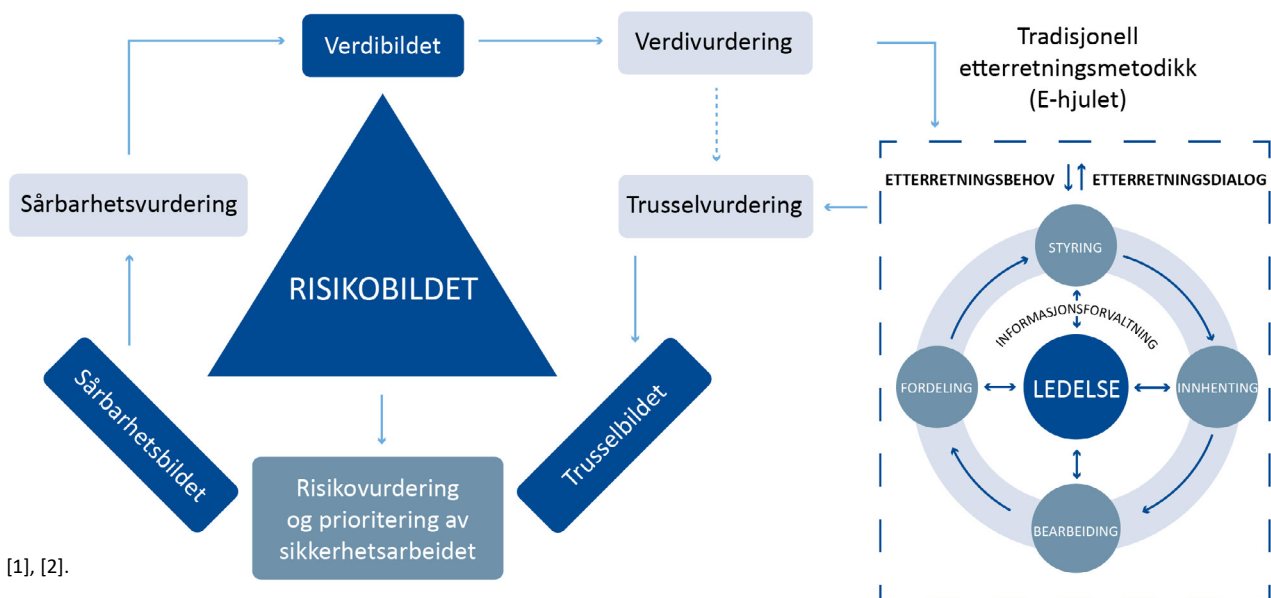 Verdibildet
Verdivurdering
Tradisjonell
etterretningsmetodikk
(E-hjulet)
ETTERRETNINGSBEHOV
ETTERRETNINGSDIALOG
Sårbarhetsvurdering
Trusselvurdering
STYRING
RISIKOBILDET
INFORMASJONSFORVALTNING
FORDELING
LEDELSE
INNHENTING
Sårbarhetsbildet
Trusselbildet
Risikovurdering
og prioritering av
sikkerhetsarbeidet
BEARBEIDING
[1], [2].